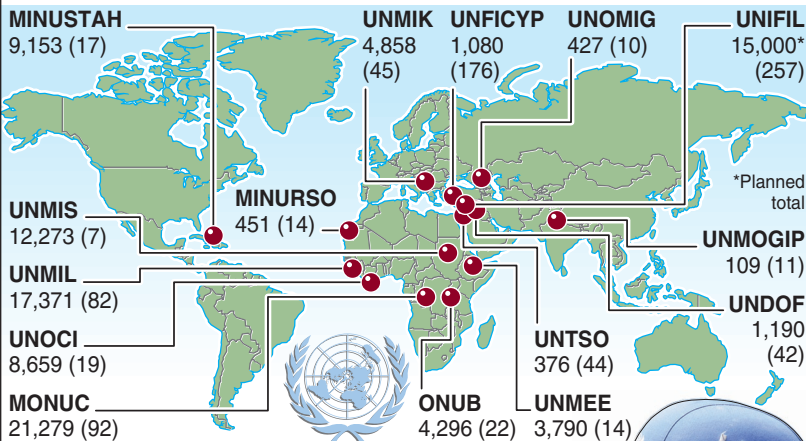 MINUSTAH
9,153 (17)
UNMIK
4,858
(45)
UNFICYP
1,080
(176)
UNOMIG
427 (10)
UNIFIL
15,000*
(257)
*Planned
total
MINURSO
451 (14)
UNMIS
12,273 (7)
UNMIL
17,371 (82)
UNOCI
8,659 (19)
MONUC
21,279 (92)
ONUB
4,296 (22)
UNMEE
3,790 (14)
UNTSO
376 (44)
UNMOGIP
109 (11)
UNDOF
1,190
(42)